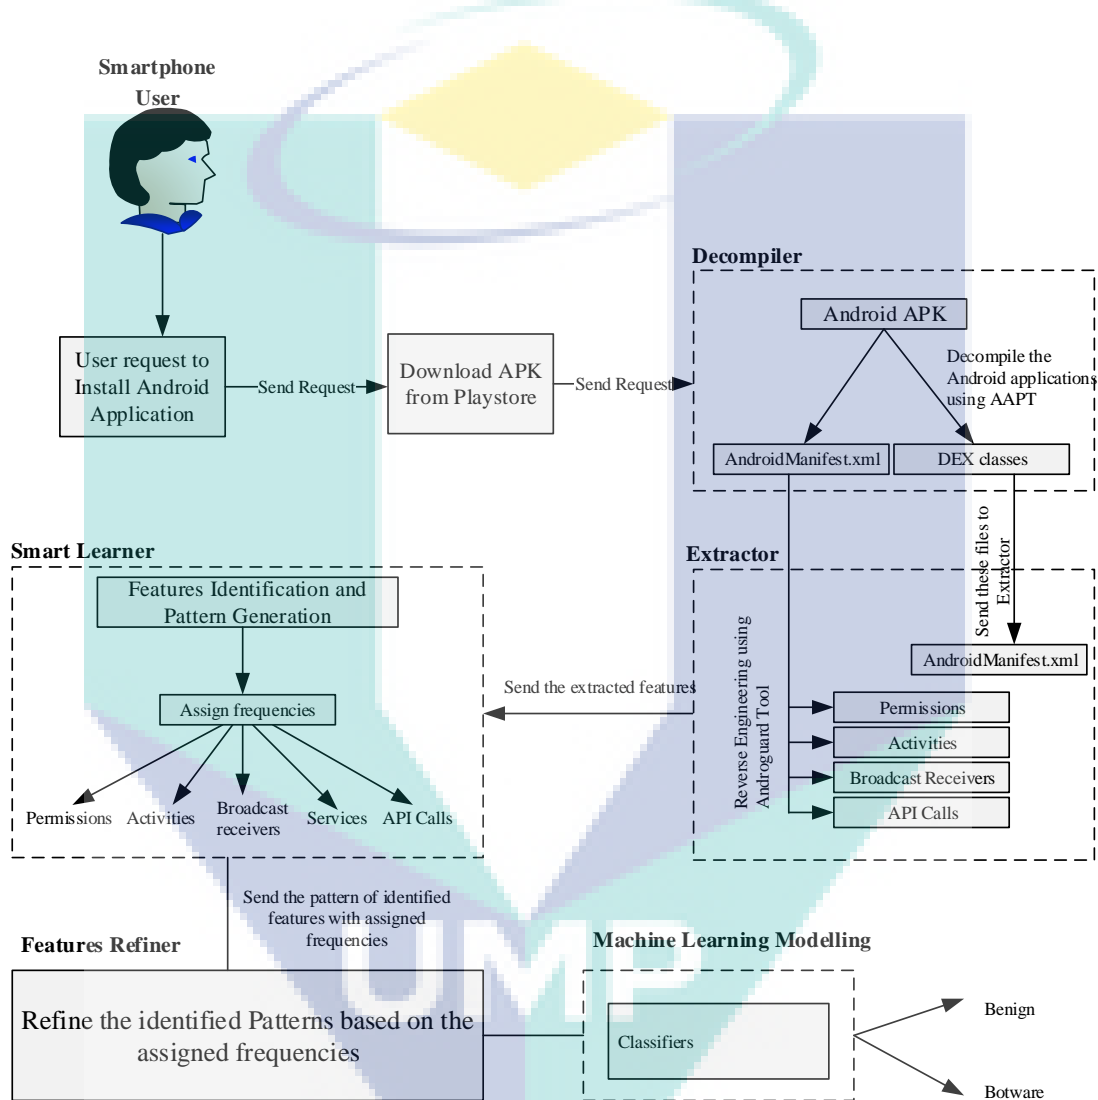 Smartphone
User
Decompiler
Android APK
Decompile the
Android applications
using AAPT
User request to
Install Android
Application
Send Request
Download APK
from Playstore
Send Request
AndroidManifest.xml
DEX classes
Send these files to
Extractor
Smart Learner
Features Identification and
Pattern Generation
Assign frequencies
Permissions
Activities
Broadcast
receivers
Services
API Calls
Send the extracted features
Extractor
Reverse Engineering using
Androguard Tool
AndroidManifest.xml
Permissions
Activities
Broadcast Receivers
API Calls
Send the pattern of identified
features with assigned
frequencies
Features Refiner
Refine the identified Patterns based on the
assigned frequencies
Machine Learning Modelling
Classifiers
Benign
Botware
UMP